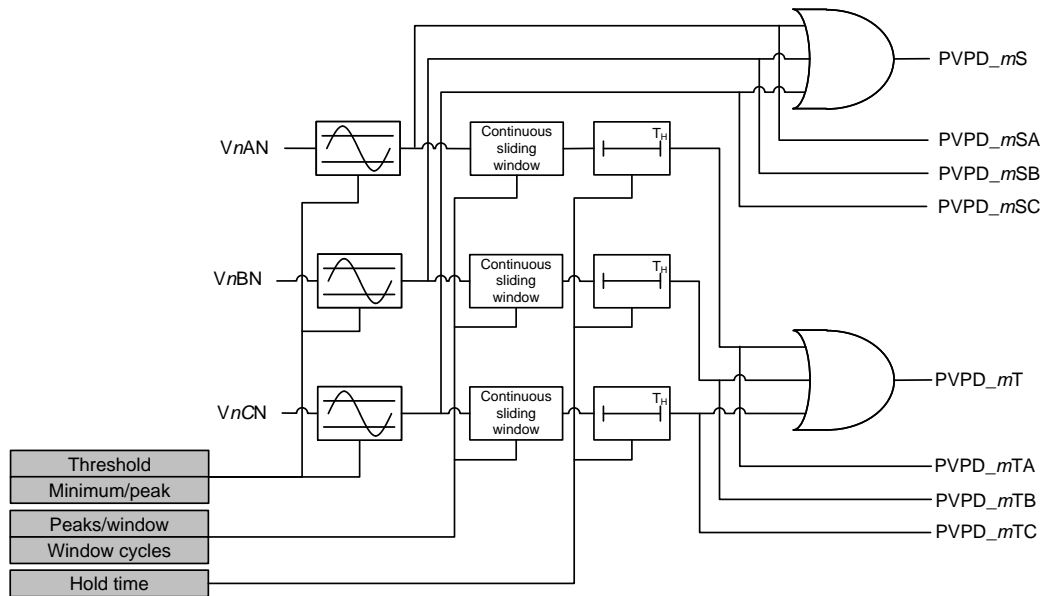 PVPD_mS
VnAN
Continuous
sliding
window
TH
PVPD_mSA
PVPD_mSB
PVPD_mSC
VnBN
Continuous
sliding
window
TH
VnCN
Continuous
sliding
window
TH
PVPD_mT
Threshold
Minimum/peak
Peaks/window
Window cycles
Hold time
PVPD_mTA
PVPD_mTB
PVPD_mTC